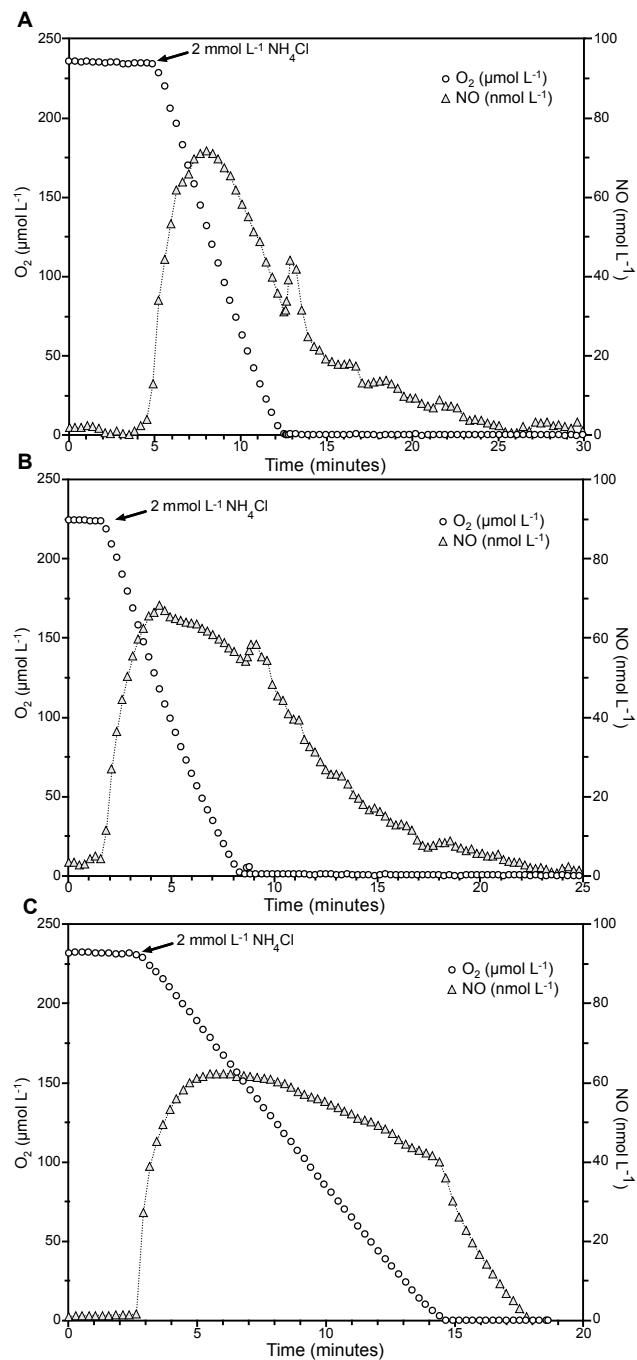 A
250
200
150
100
50
0
100
80
60
40
20
0
0 5 10 15 20 25 30
2 mmol L-1 NH4Cl
O2 (μmol L-1)
NO (nmol L-1)
O2 (μmol L-1)
NO (nmol L-1)
Time (minutes)
B
250
200
150
100
50
0
100
80
60
40
20
0
0 5 10 15 20 25
2 mmol L-1 NH4Cl
O2 (μmol L-1)
NO (nmol L-1)
O2 (μmol L-1)
NO (nmol L-1)
Time (minutes)
C
250
200
150
100
50
0
100
80
60
40
20
0
0 5 10 15 20
2 mmol L-1 NH4Cl
O2 (μmol L-1)
NO (nmol L-1)
O2 (μmol L-1)
NO (nmol L-1)
Time (minutes)